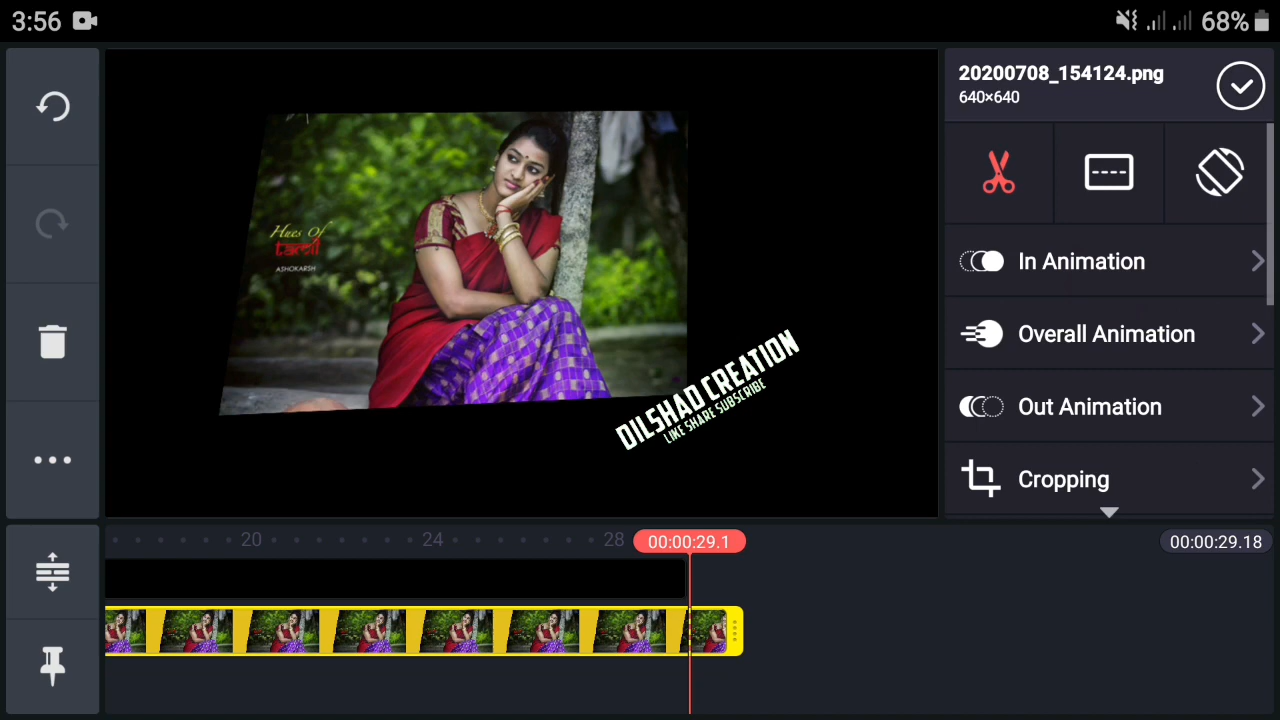 3:56
68%
20200708_154124.png
640×640
In Animation
Overall Animation
Out Animation
Cropping
Hues Of
tamil
ASHOKARSH
DILSHAD CREATION
LIKE SHARE SUBSCRIBE
20
24
28
00:00:29.1
00:00:29.18